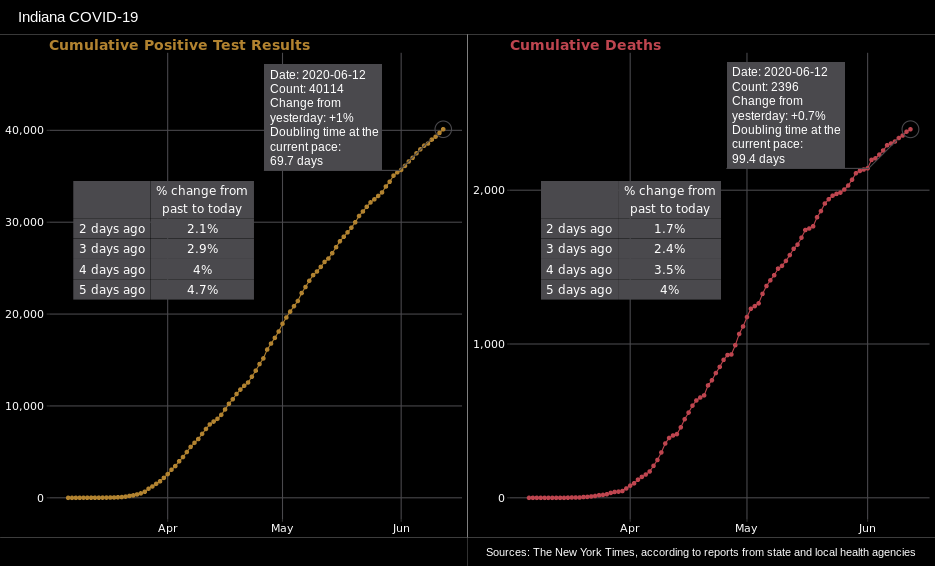 Indiana COVID-19
Cumulative Positive Test Results
Date: 2020-06-12
Count: 40114
Change from
yesterday: +1%
Doubling time at the
current pace:
69.7 days
% change from
past to today
2 days ago 2.1%
3 days ago 2.9%
4 days ago 4%
5 days ago 4.7%
40,000
30,000
20,000
10,000
0
Apr May Jun
Cumulative Deaths
Date: 2020-06-12
Count: 2396
Change from
yesterday: +0.7%
Doubling time at the
current pace:
99.4 days
% change from
past to today
2 days ago 1.7%
3 days ago 2.4%
4 days ago 3.5%
5 days ago 4%
2,000
1,000
0
Apr May Jun
Sources: The New York Times, according to reports from state and local health agencies